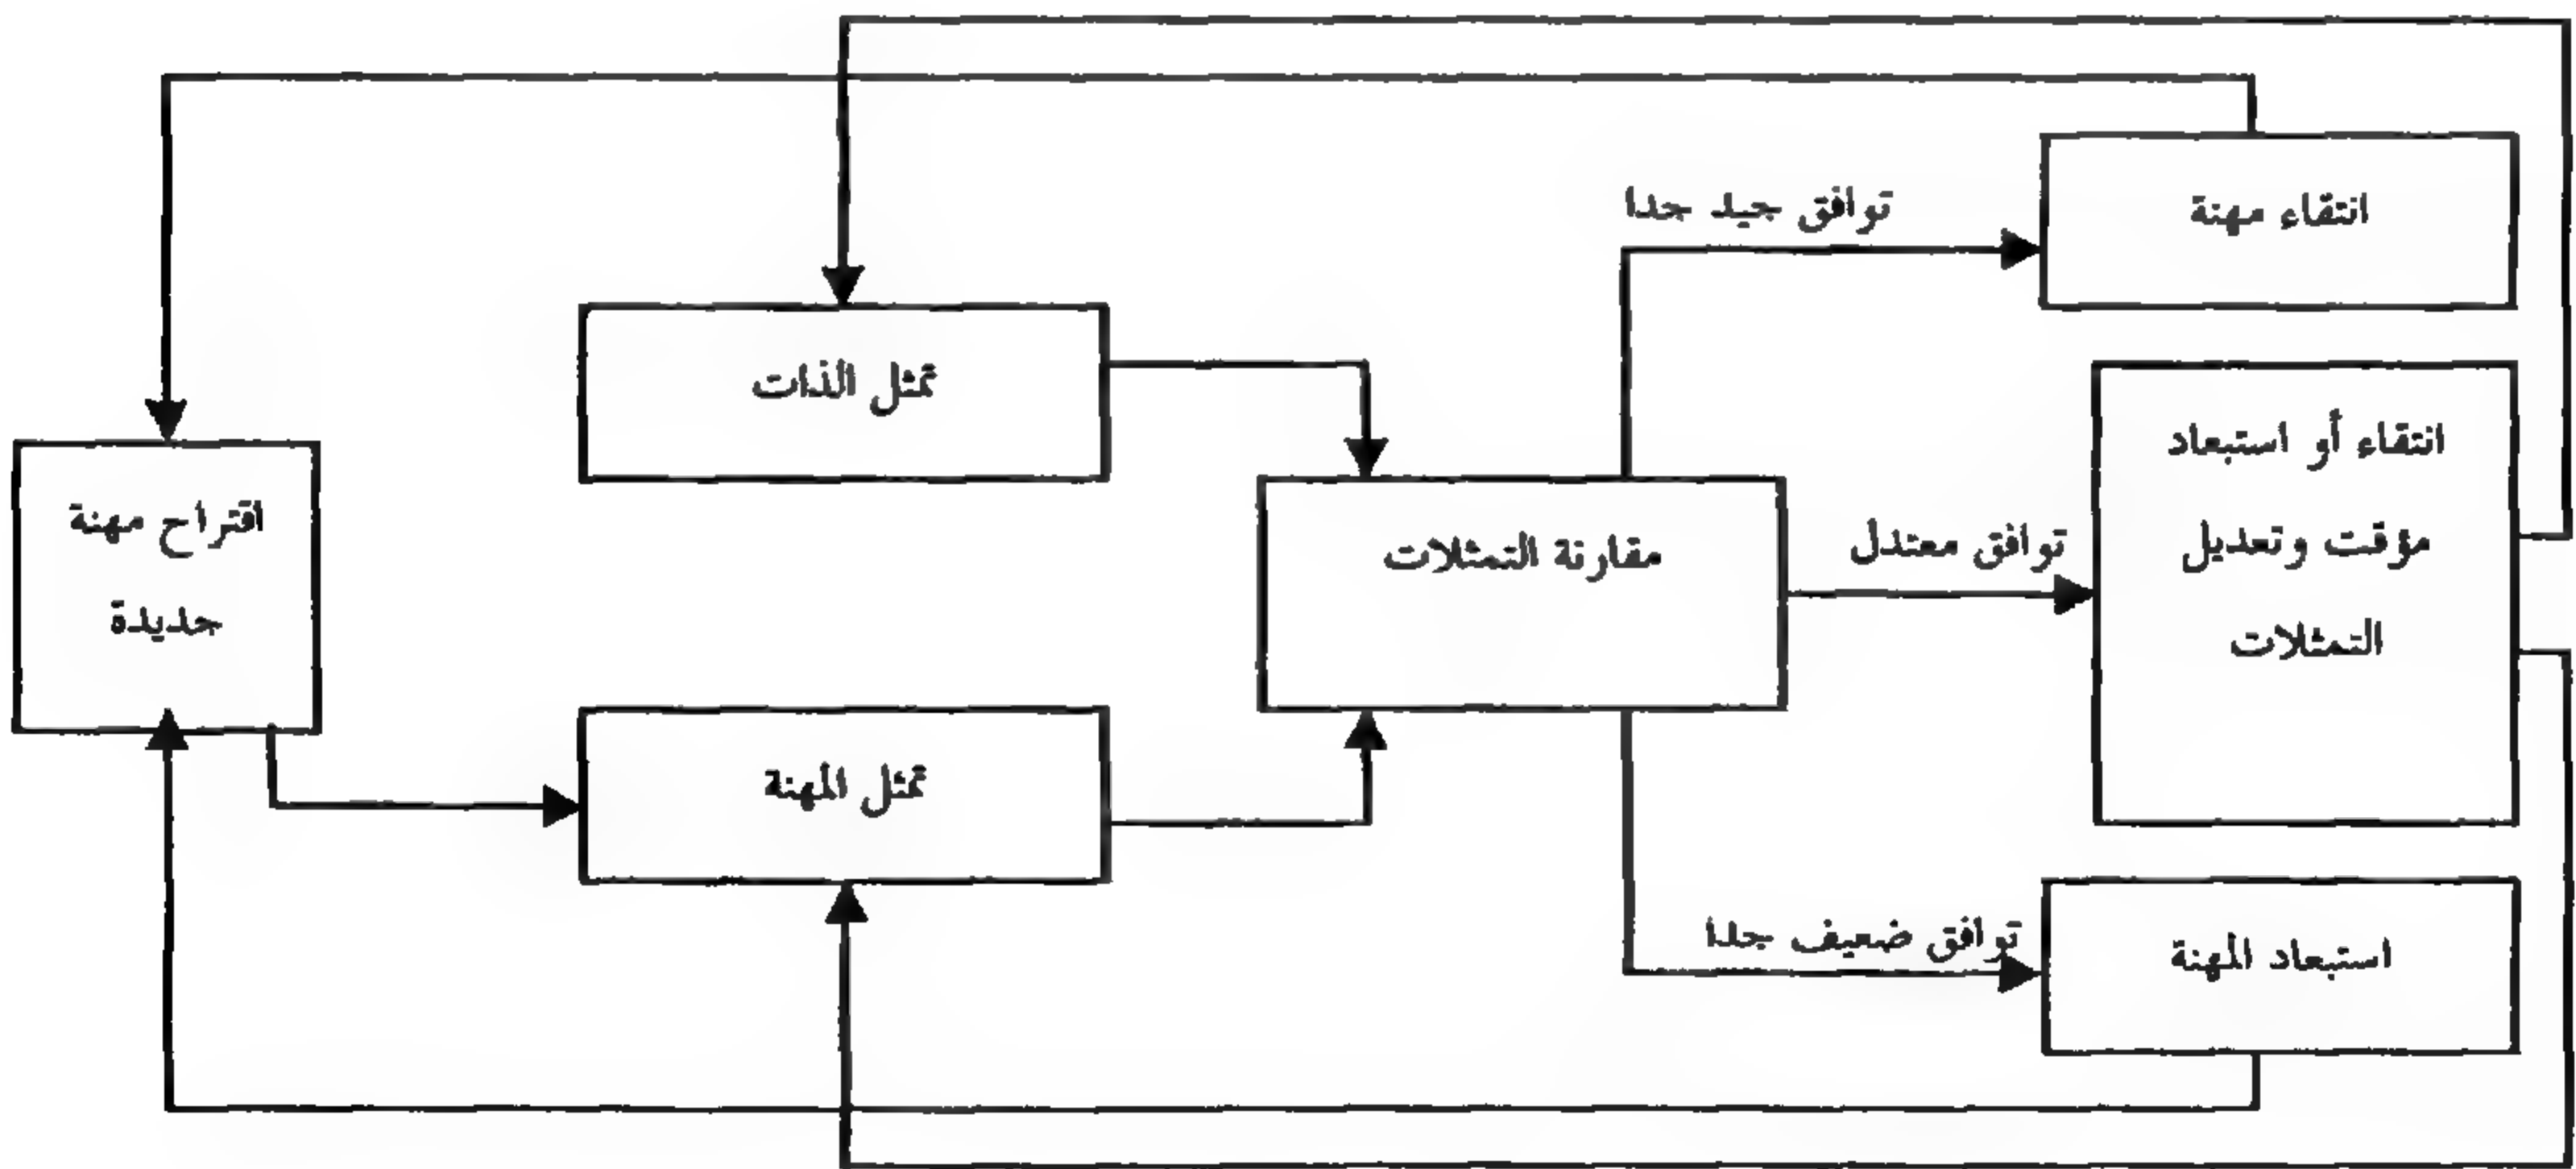 انتقاء مهنة
توافق جيد جدا
تمثل الذات
انتقاء أو استبعاد
مؤقت وتعديل
التمثلات
توافق معتدل
مقارنة التمثلات
اقتراح مهنة
جديدة
تمثل المهنة
استبعاد المهنة
توافق ضعيف جدا